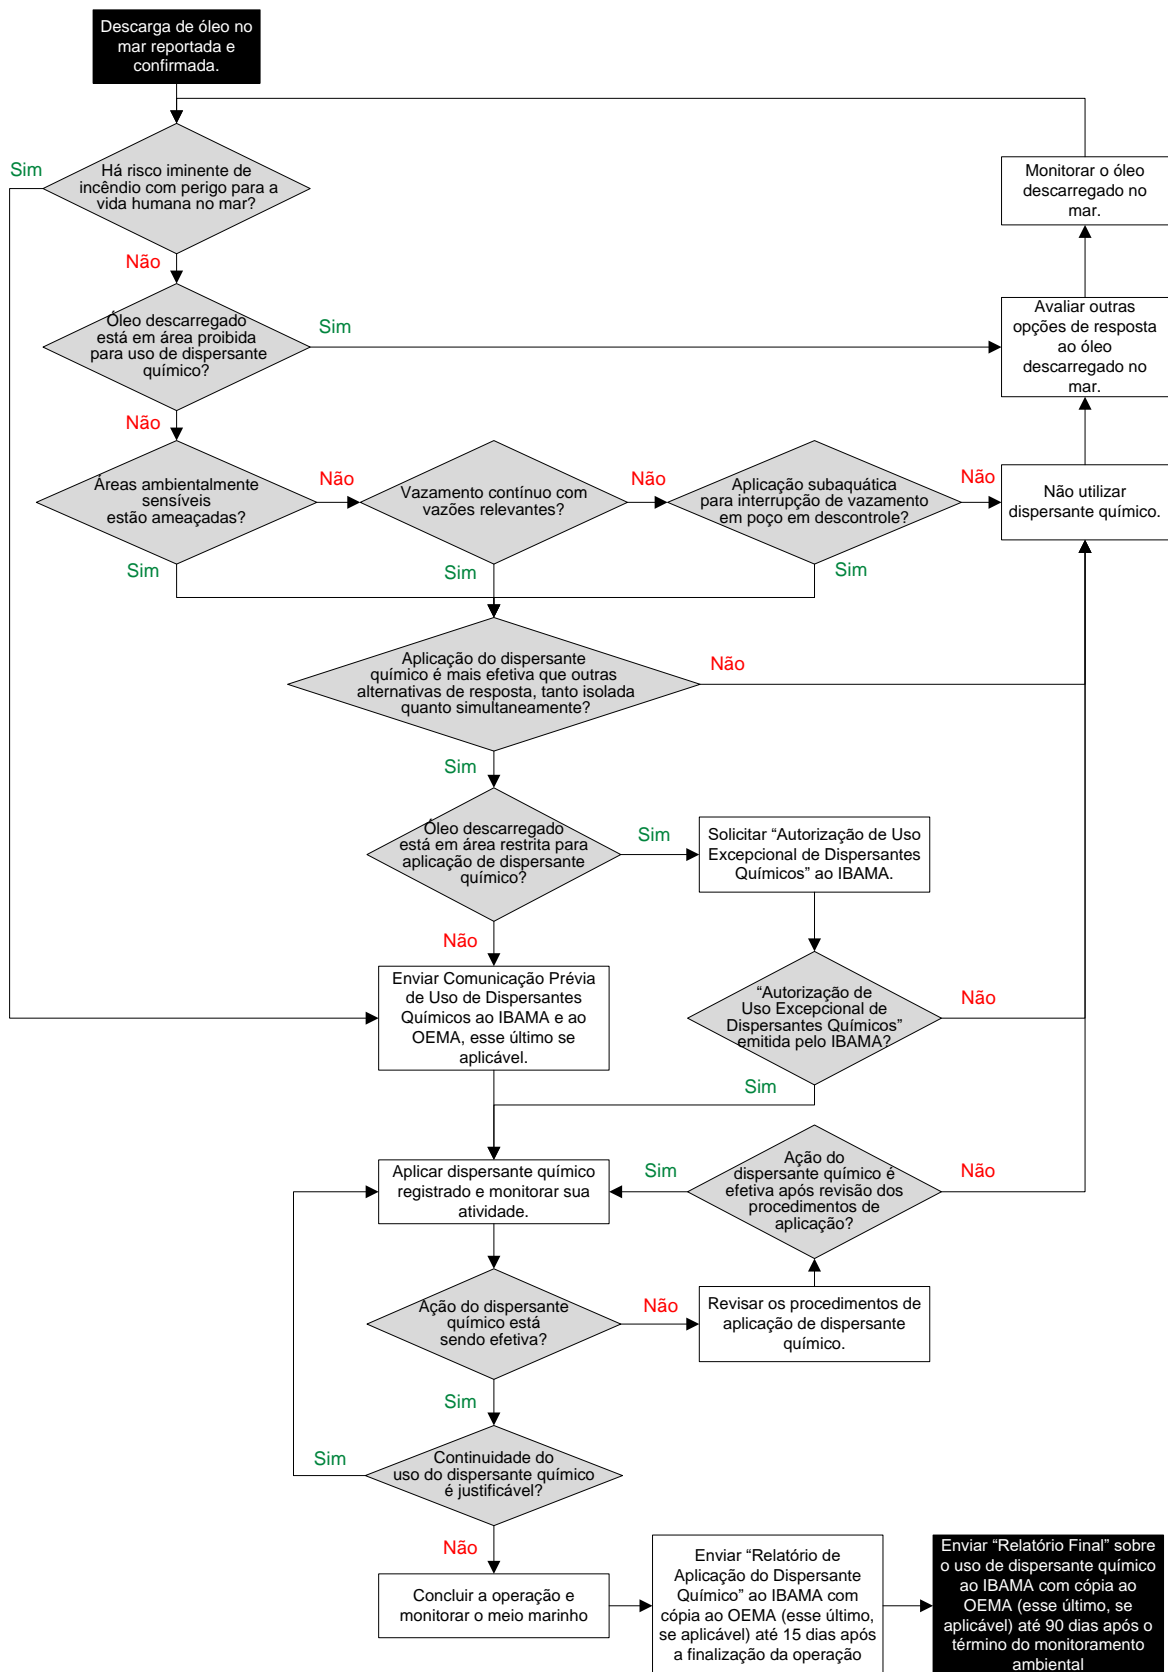 Descarga de óleo no
mar reportada e
confirmada.
Sim
Há risco iminente de
incêndio com perigo para a
vida humana no mar?
Monitorar o óleo
descarregado no
mar.
Não
Óleo descarregado
está em área proibida
para uso de dispersante
químico?
Sim
Avaliar outras
opções de resposta
ao óleo
descarregado no
mar.
Não
Áreas ambientalmente
sensíveis
estão ameaçadas?
Não
Vazamento contínuo com
vazões relevantes?
Não
Aplicação subaquática
para interrupção de vazamento
em poço em descontrole?
Não
Não utilizar
dispersante químico.
Sim
Sim
Sim
Aplicação do dispersante
químico é mais efetiva que outras
alternativas de resposta, tanto isolada
quanto simultaneamente?
Não
Sim
Óleo descarregado
está em área restrita para
aplicação de dispersante
químico?
Sim
Solicitar “Autorização de Uso
Excepcional de Dispersantes
Químicos” ao IBAMA.
Não
Enviar Comunicação Prévia
de Uso de Dispersantes
Químicos ao IBAMA e ao
OEMA, esse último se
aplicável.
“Autorização de
Uso Excepcional de
Dispersantes Químicos”
emitida pelo IBAMA?
Não
Sim
Aplicar dispersante químico
registrado e monitorar sua
atividade.
Sim
Ação do
dispersante químico é
efetiva após revisão dos
procedimentos de
aplicação?
Não
Ação do dispersante
químico está
sendo efetiva?
Não
Revisar os procedimentos de
aplicação de dispersante
químico.
Sim
Sim
Continuidade do
uso do dispersante químico
é justificável?
Não
Concluir a operação e
monitorar o meio marinho
Enviar “Relatório de
Aplicação do Dispersante
Químico” ao IBAMA com
cópia ao OEMA (esse último,
se aplicável) até 15 dias após
a finalização da operação
Enviar “Relatório Final” sobre
o uso de dispersante químico
ao IBAMA com cópia ao
OEMA (esse último, se
aplicável) até 90 dias após o
término do monitoramento
ambiental